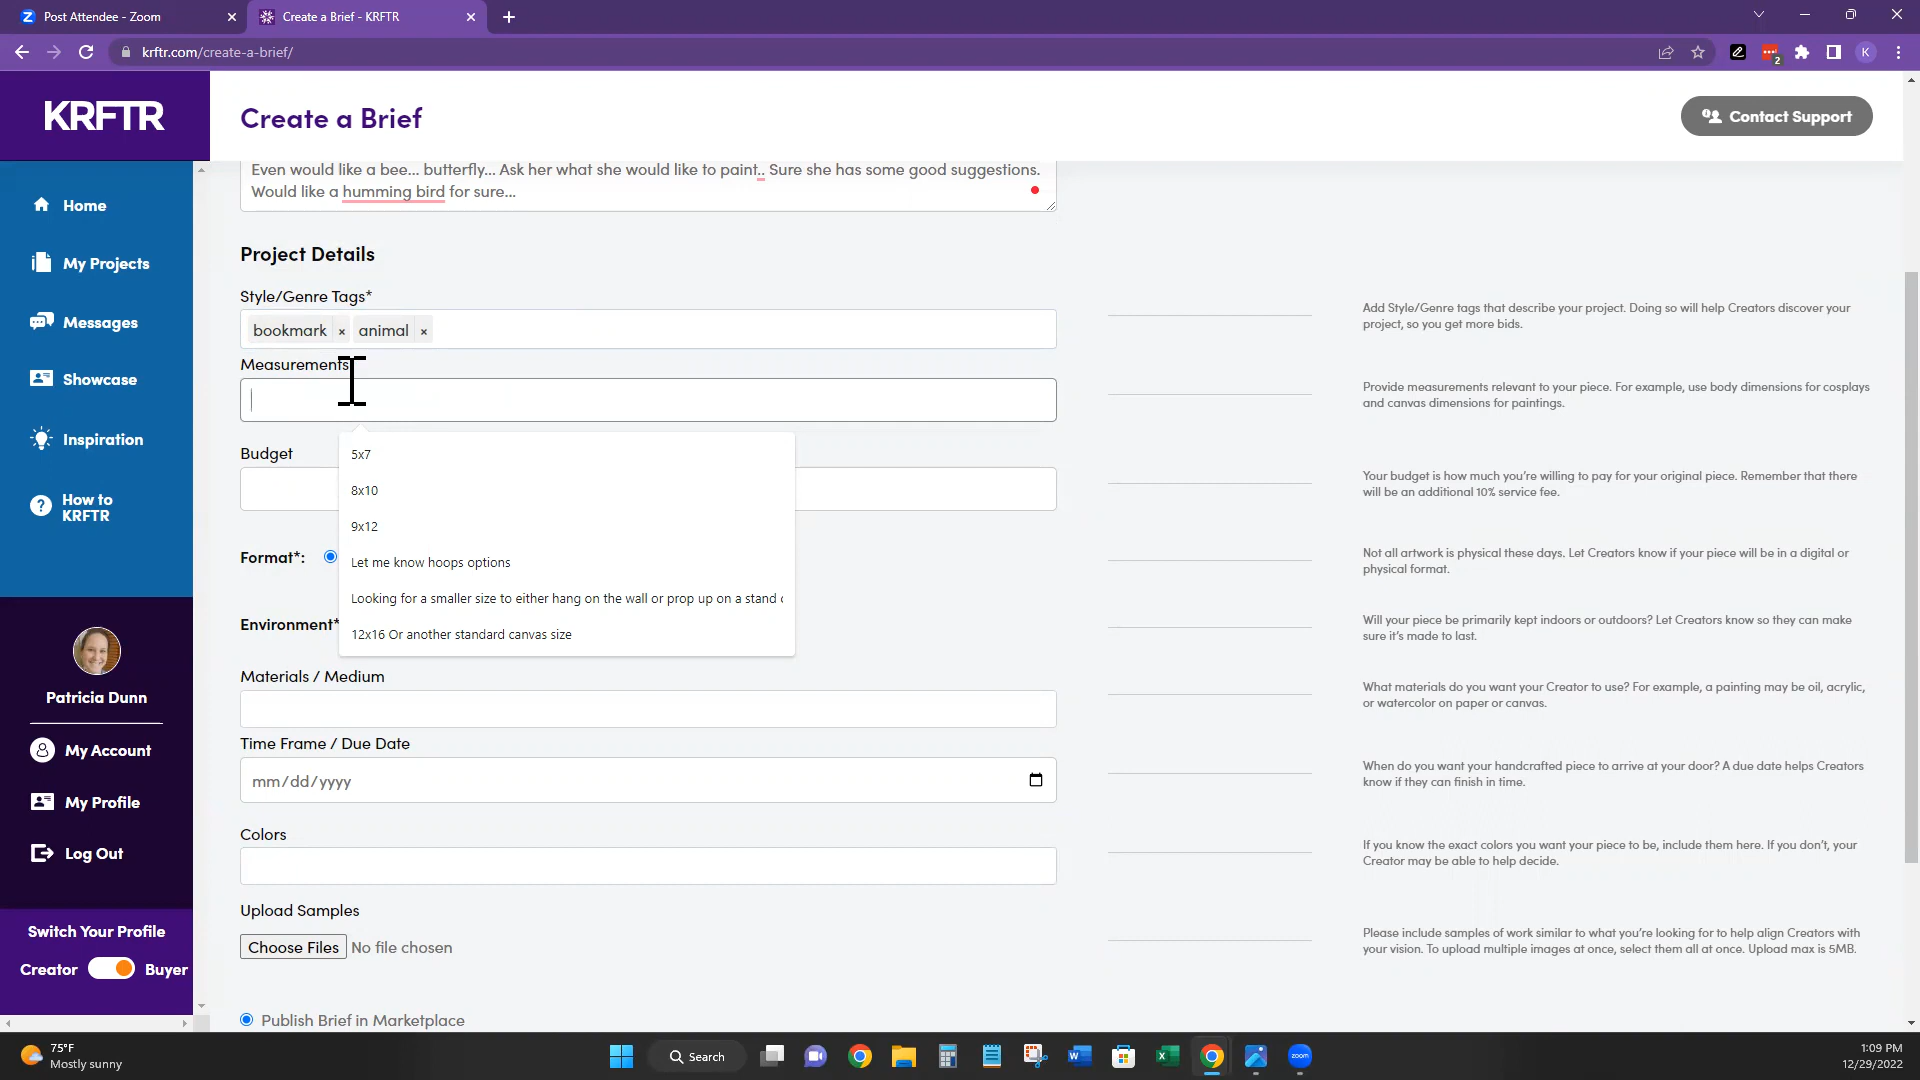 Post Attendee - Zoom
Create a Brief - KRFTR
krftr.com/create-a-brief/
2
K
KRFTR
Create a Brief
Contact Support
Home
My Projects
Messages
Showcase
Inspiration
How to
KRFTR
Patricia Dunn
My Account
My Profile
Log Out
Switch Your Profile
Creator
Buyer
Even would like a bee... butterfly... Ask her what she would like to paint.. Sure she has some good suggestions.
Would like a humming bird for sure...
Project Details
Style/Genre Tags*
bookmark × animal ×
Add Style/Genre tags that describe your project. Doing so will help Creators discover your
project, so you get more bids.
Measurements
Provide measurements relevant to your piece. For example, use body dimensions for cosplays
and canvas dimensions for paintings.
5x7
8x10
9x12
Let me know hoops options
Looking for a smaller size to either hang on the wall or prop up on a stand
12x16 Or another standard canvas size
Budget
Your budget is how much you're willing to pay for your original piece. Remember that there
will be an additional 10% service fee.
Format*:
Not all artwork is physical these days. Let Creators know if your piece will be in a digital or
physical format.
Environment*
Will your piece be primarily kept indoors or outdoors? Let Creators know so they can make
sure it's made to last.
Materials / Medium
What materials do you want your Creator to use? For example, a painting may be oil, acrylic,
or watercolor on paper or canvas.
Time Frame / Due Date
mm/dd/yyyy
When do you want your handcrafted piece to arrive at your door? A due date helps Creators
know if they can finish in time.
Colors
If you know the exact colors you want your piece to be, include them here. If you don't, your
Creator may be able to help decide.
Upload Samples
Choose Files No file chosen
Please include samples of work similar to what you're looking for to help align Creators with
your vision. To upload multiple images at once, select them all at once. Upload max is 5MB.
Publish Brief in Marketplace
75°F
Mostly sunny
Search
zoom
1:09 PM
12/29/2022